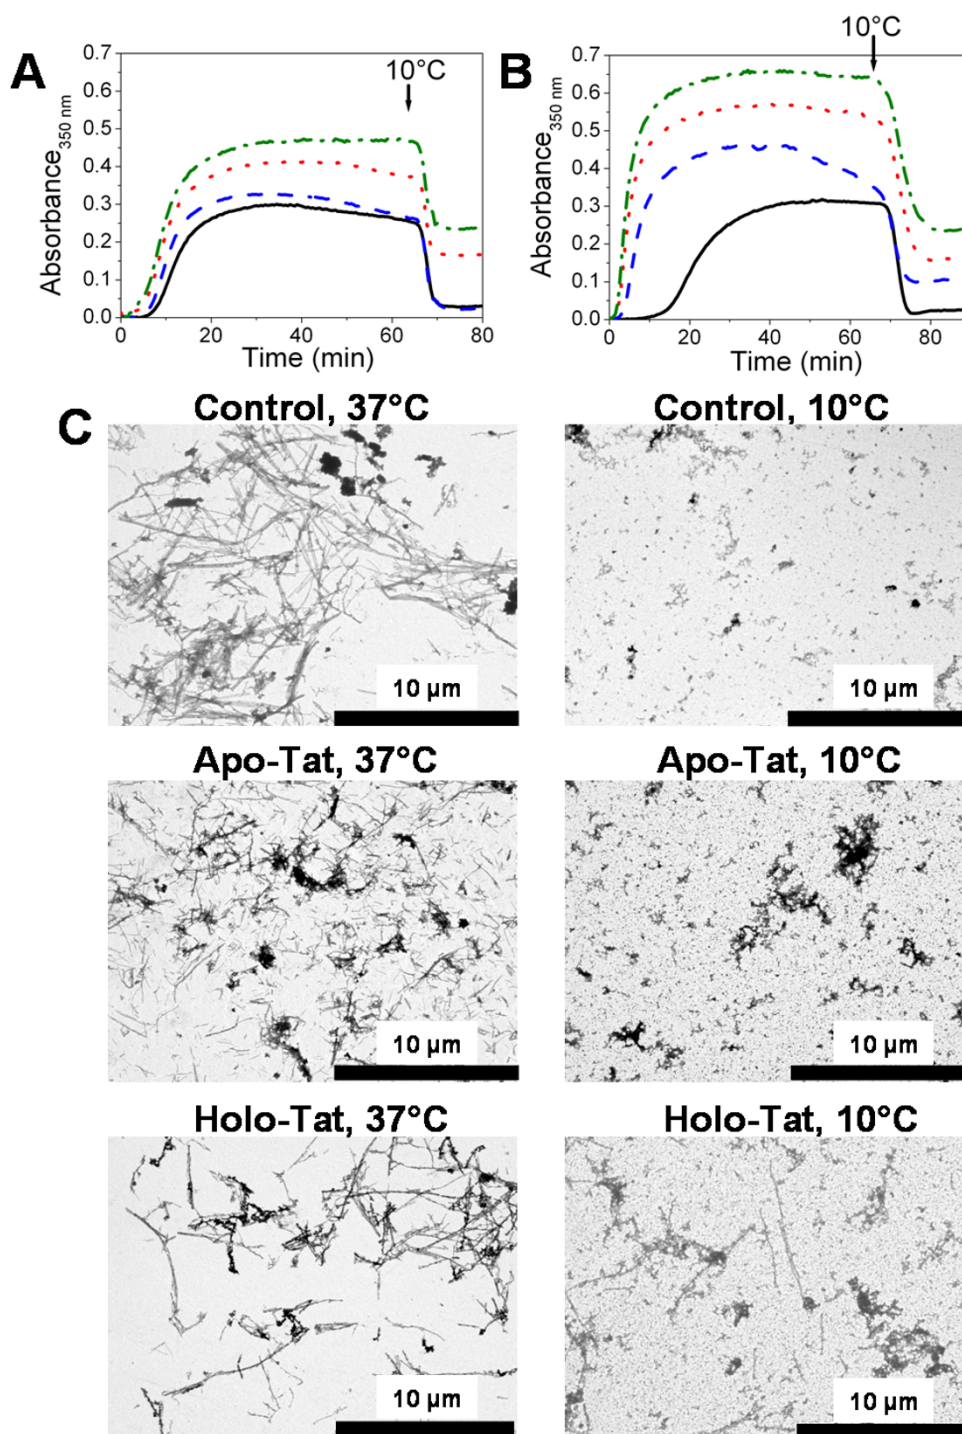 A
0.7
0.6
0.5
0.4
0.3
0.2
0.1
0.0
Absorbance350 nm
10°C
0 20 40 60 80
Time (min)
B
0.7
0.6
0.5
0.4
0.3
0.2
0.1
0.0
Absorbance350 nm
10°C
0 20 40 60 80
Time (min)
C
Control, 37°C
10 µm
Control, 10°C
10 µm
Apo-Tat, 37°C
10 µm
Apo-Tat, 10°C
10 µm
Holo-Tat, 37°C
10 µm
Holo-Tat, 10°C
10 µm